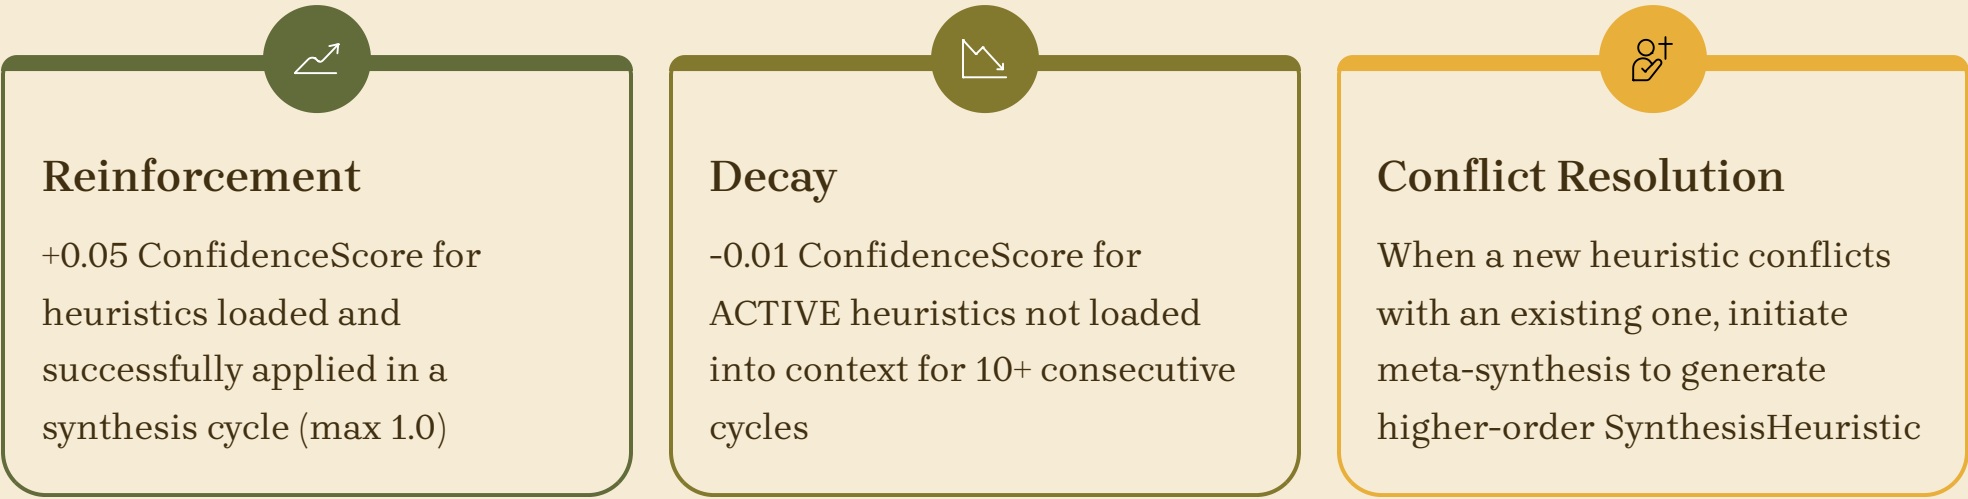 Reinforcement
+0.05 ConfidenceScore for
heuristics loaded and
successfully applied in a
synthesis cycle (max 1.0)
Decay
-0.01 ConfidenceScore for
ACTIVE heuristics not loaded
into context for 10+ consecutive
cycles
Conflict Resolution
When a new heuristic conflicts
with an existing one, initiate
meta-synthesis to generate
higher-order SynthesisHeuristic